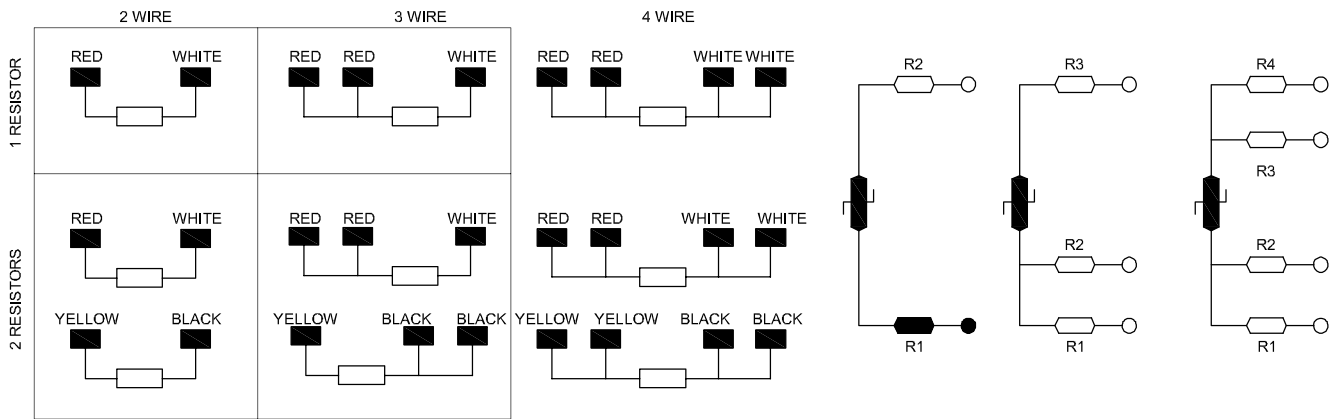 2 WIRE 3 WIRE 4 WIRE
1 RESISTOR
RED WHITE RED RED WHITE RED RED WHITE WHITE
2 RESISTORS
RED WHITE RED RED WHITE RED RED WHITE WHITE
YELLOW BLACK YELLOW BLACK BLACK YELLOW YELLOW BLACK BLACK
R2 R3 R4
R3
R2 R2
R1 R1 R1